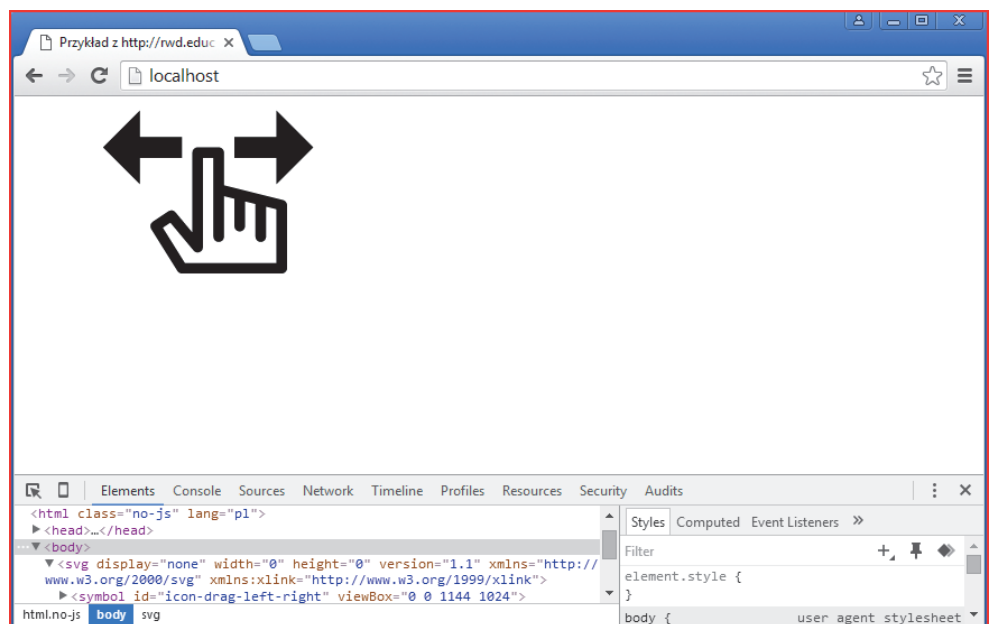 Przykład z http://rwd.educ
localhost
Elements Console Sources Network Timeline Profiles Resources Security Audits
<html class="no-js" lang="pl">
<head>…</head>
<body>
<svg display="none" width="0" height="0" version="1.1" xmlns="http://
www.w3.org/2000/svg" xmlns:xlink="http://www.w3.org/1999/xlink">
<symbol id="icon-drag-left-right" viewBox="0 0 1144 1024">
html.no-js body svg
Styles Computed Event Listeners »
Filter
element.style {
}
body { user agent stylesheet